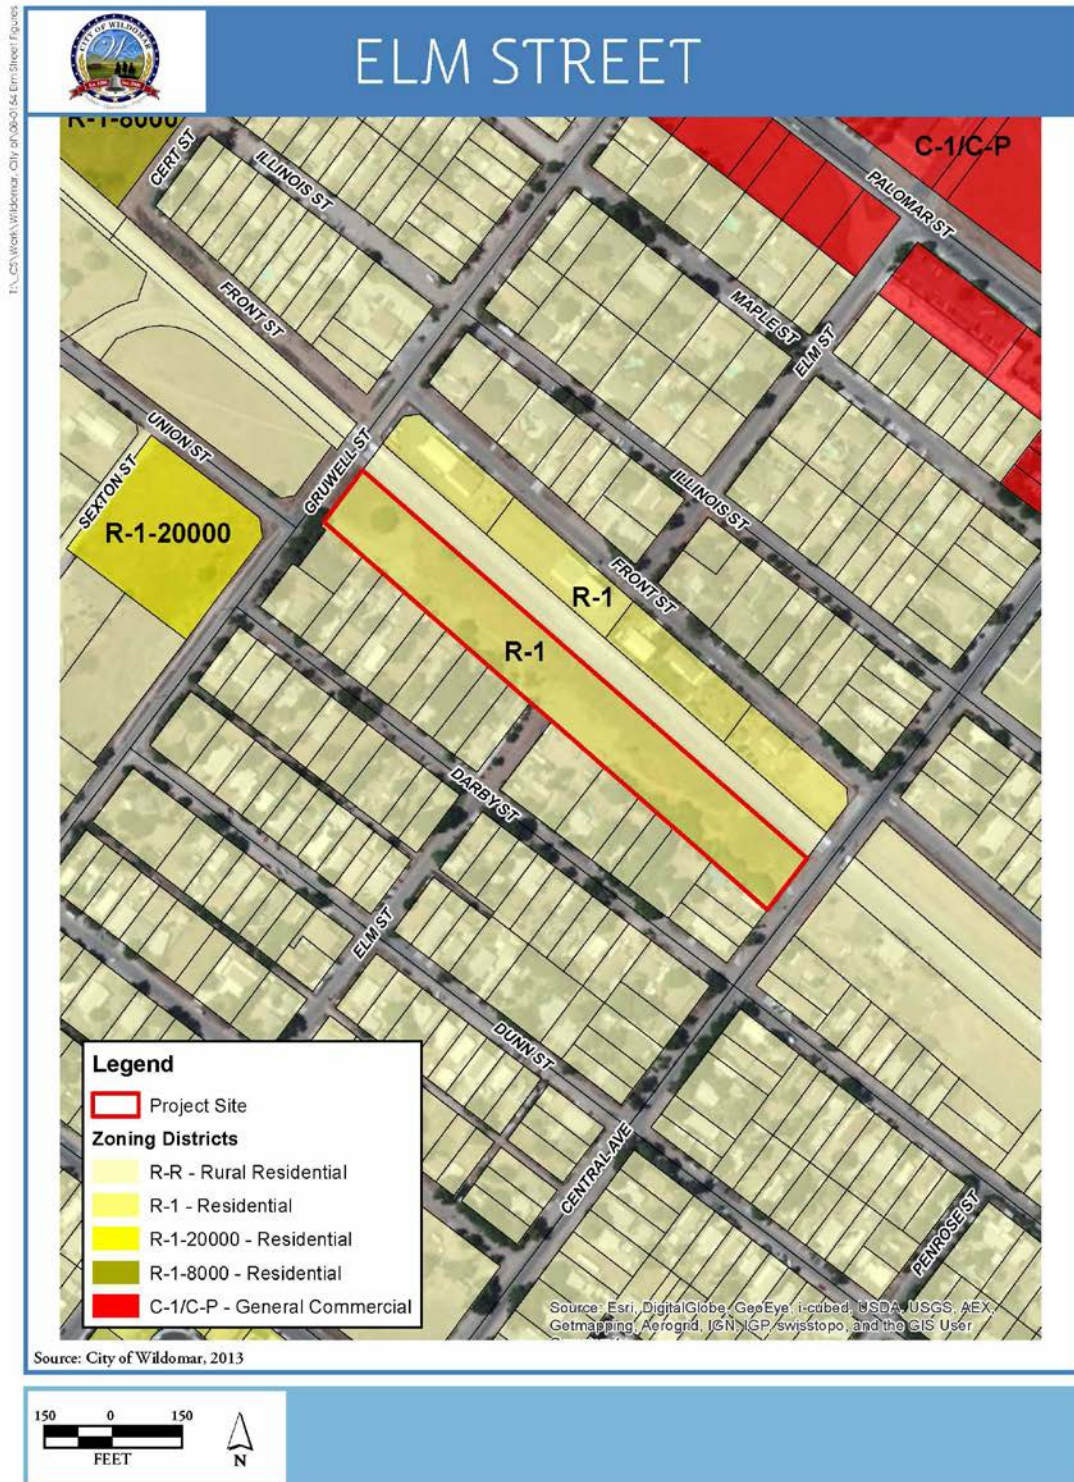 CITY OF WILDOMAR
ELM STREET
R-1-8000
C-1/C-P
CERT ST
ILLINOIS ST
PALOMAR ST
FRONT ST
MAPLE ST
ELM ST
UNION ST
SEXTON ST
GRUWELL ST
ILLINOIS ST
R-1-20000
FRONT ST
R-1
R-1
DARBY ST
ELM ST
DUNN ST
CENTRAL AVE
PENROSE ST
Legend
Project Site
Zoning Districts
R-R - Rural Residential
R-1 - Residential
R-1-20000 - Residential
R-1-8000 - Residential
C-1/C-P - General Commercial
Source: Esri, DigitalGlobe, GeoEye, i-cubed, USDA, USGS, AEX,
Getmapping, Aerogrid, IGN, IGP, swisstopo, and the GIS User
Source: City of Wildomar, 2013
150 0 150
FEET
N